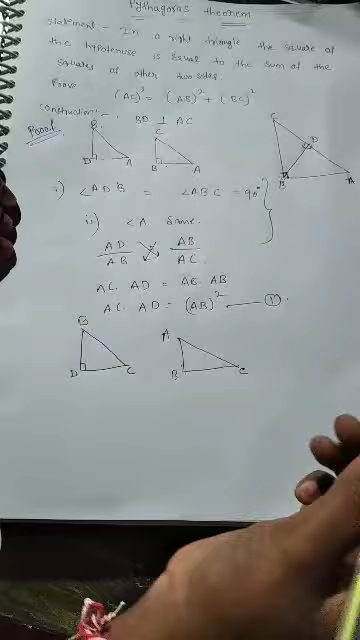 Pythagoras theorem
Statement :- In a right triangle the square of
the hypotenuse is equal to the sum of the
squares of other two sides.
Prove (AC)² = (AB)² + (BC)²
Construction :- BD ⊥ AC
Proof
B
D A
C
B A
C
D
B A
i) ∠ADB = ∠ABC = 90°
ii) ∠A same.
AD/AB = AB/AC
AC. AD = AB. AB
AC. AD = (AB)² — ①.
B
D C
A
B C